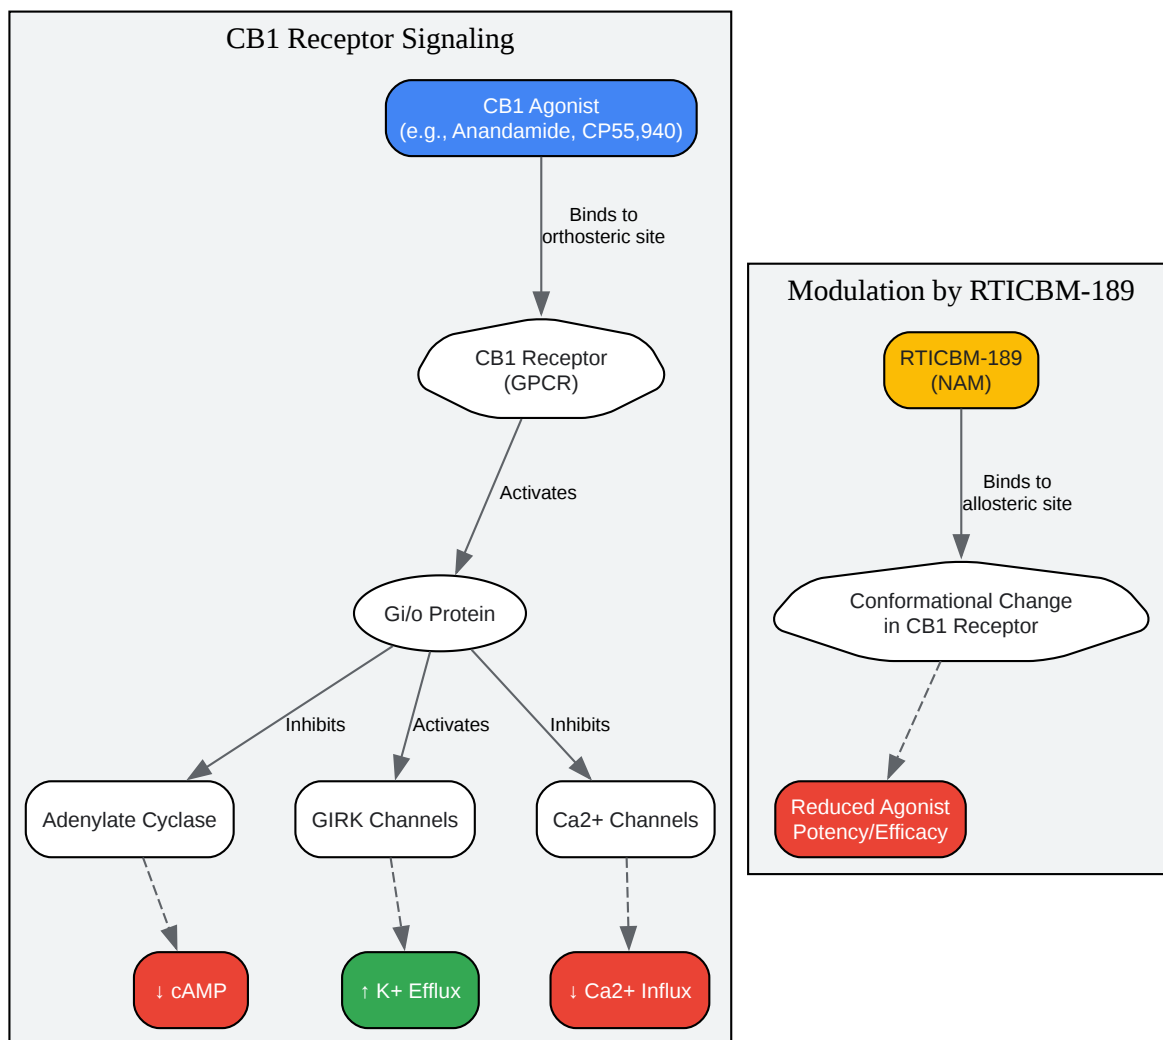 CB1 Receptor Signaling
CB1 Agonist
(e.g., Anandamide, CP55,940)
Binds to
orthosteric site
CB1 Receptor
(GPCR)
Activates
Gi/o Protein
Inhibits
Activates
Inhibits
Adenylate Cyclase
GIRK Channels
Ca2+ Channels
↓ cAMP
↑ K+ Efflux
↓ Ca2+ Influx
Modulation by RTICBM-189
RTICBM-189
(NAM)
Binds to
allosteric site
Conformational Change
in CB1 Receptor
Reduced Agonist
Potency/Efficacy